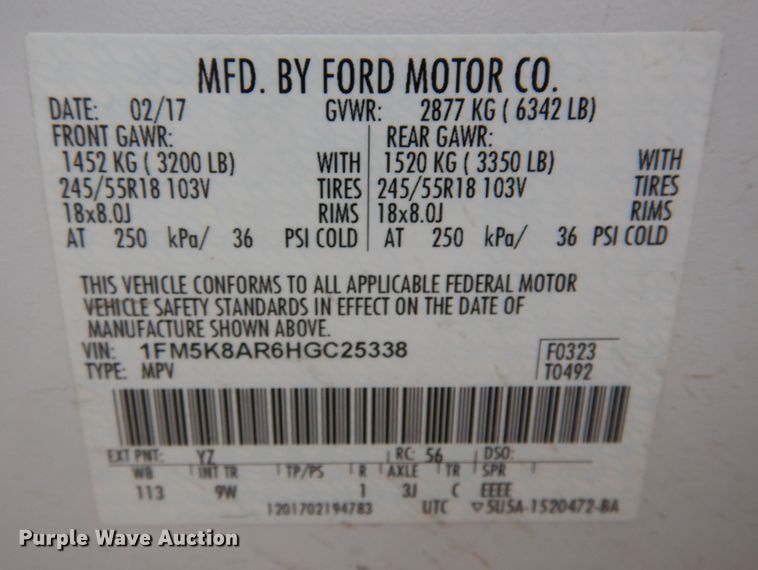 MFD. BY FORD MOTOR CO.
DATE: 02/17 GVWR: 2877 KG ( 6342 LB)
FRONT GAWR: REAR GAWR:
1452 KG ( 3200 LB) WITH 1520 KG ( 3350 LB) WITH
245/55R18 103V TIRES 245/55R18 103V TIRES
18x8.0J RIMS 18x8.0J RIMS
AT 250 kPa/ 36 PSI COLD AT 250 kPa/ 36 PSI COLD
THIS VEHICLE CONFORMS TO ALL APPLICABLE FEDERAL MOTOR
VEHICLE SAFETY STANDARDS IN EFFECT ON THE DATE OF
MANUFACTURE SHOWN ABOVE.
VIN: 1FM5K8AR6HGC25338 F0323
TYPE: MPV T0492
EXT PNT: YZ RC: 56 DSO:
WB INT TR TP/PS R AXLE TR SPR
113 9W 1 3J C EEEE
1201702194783 UTC ▽5USA-1520472-BA
Purple Wave Auction